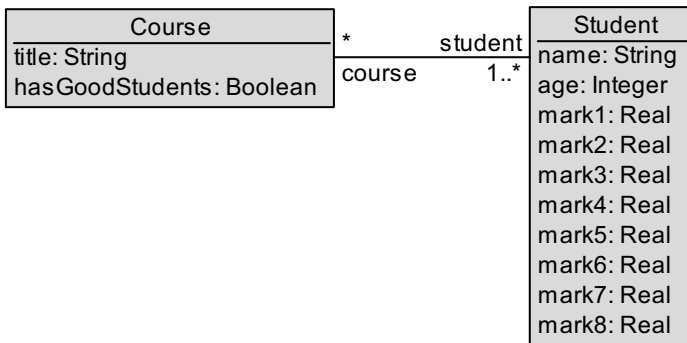 Course
title: String
hasGoodStudents: Boolean
* student
course 1..*
Student
name: String
age: Integer
mark1: Real
mark2: Real
mark3: Real
mark4: Real
mark5: Real
mark6: Real
mark7: Real
mark8: Real